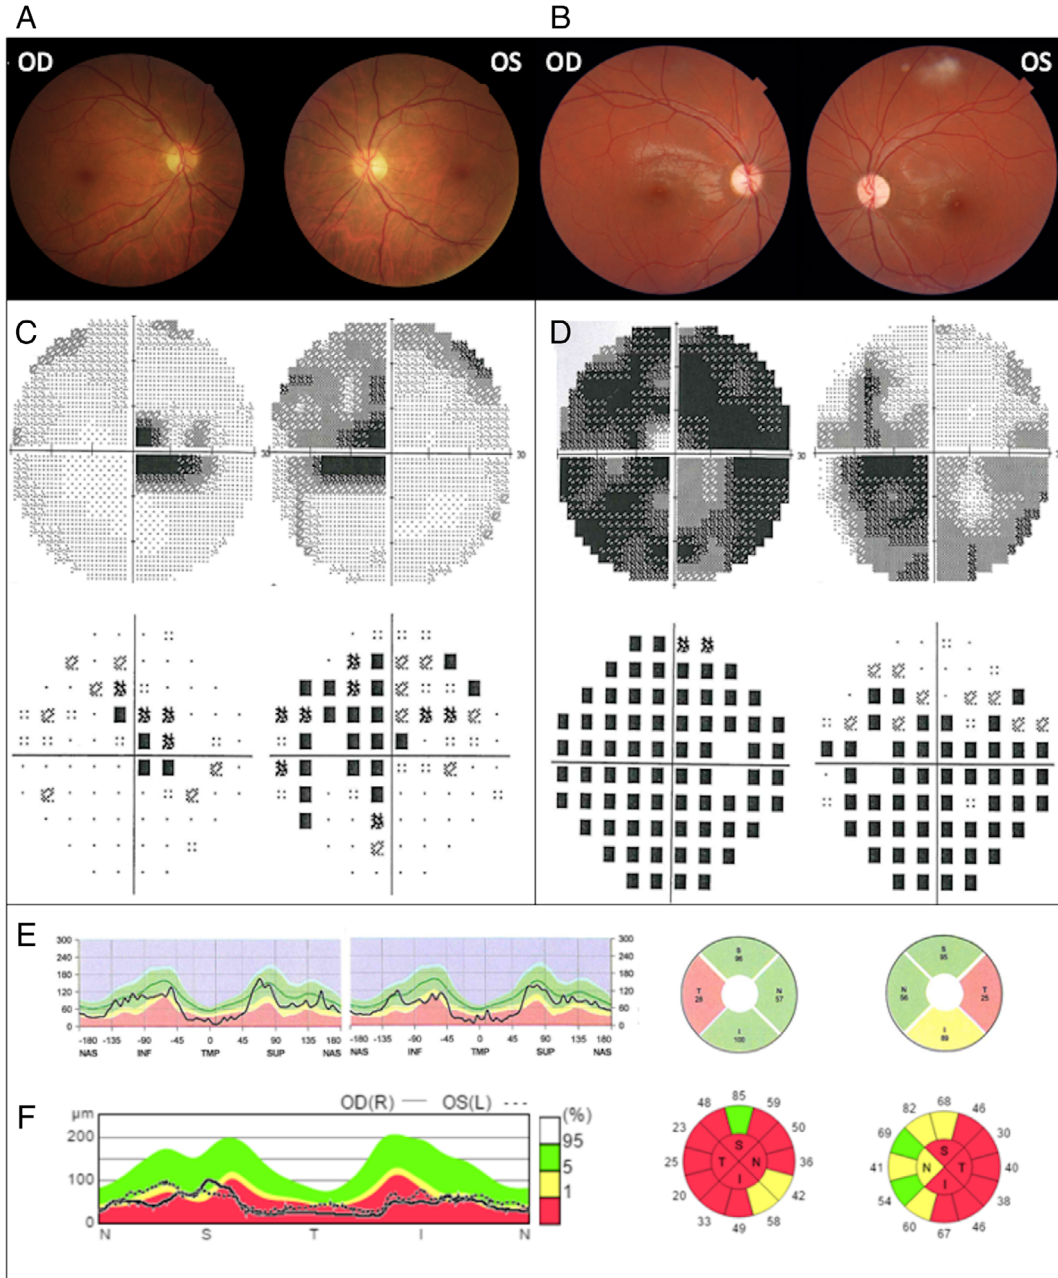 A
B
OD
OS
OD
OS
C
30
30
D
30
E
300
240
180
120
60
0
-180 -135 -90 -45 0 45 90 135 180
NAS INF TMP SUP NAS
-180 -135 -90 -45 0 45 90 135 180
NAS INF TMP SUP NAS
300
240
180
120
60
0
S
T
28
N
57
I
100
S
95
N
56
T
25
I
89
F
OD(R) OS(L)
µm
200
100
0
N S T I N
(%)
95
5
1
48 85 59
23 50
25 36
20 42
33 49 58
S
T N
I
82 68 46
69 30
41 40
54 38
60 67 46
S
N T
I